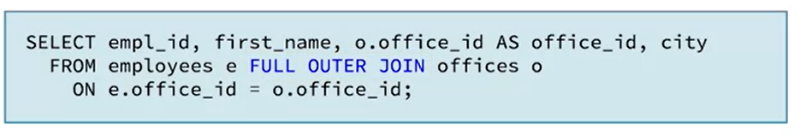 SELECT empl_id, first_name, o.office_id AS office_id, city
FROM employees e FULL OUTER JOIN offices o
ON e.office_id = o.office_id;